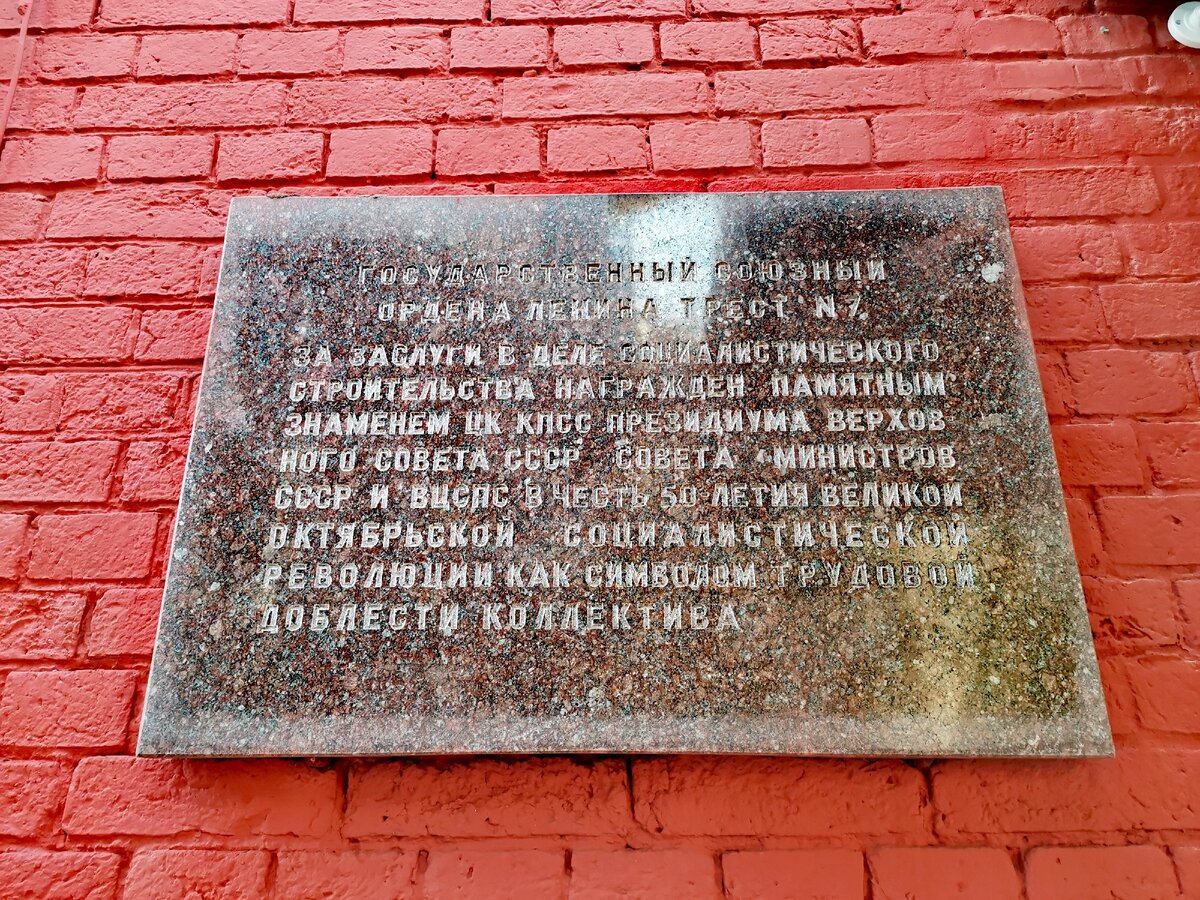 ГОСУДАРСТВЕННЫЙ СОЮЗНЫЙ
ОРДЕНА ЛЕНИНА ТРЕСТ N7.
ЗА ЗАСЛУГИ В ДЕЛЕ СОЦИАЛИСТИЧЕСКОГО
СТРОИТЕЛЬСТВА НАГРАЖДЕН ПАМЯТНЫМ
ЗНАМЕНЕМ ЦК КПСС ПРЕЗИДИУМА ВЕРХОВ
НОГО СОВЕТА СССР СОВЕТА МИНИСТРОВ
СССР И ВЦСПС В ЧЕСТЬ 50-ЛЕТИЯ ВЕЛИКОЙ
ОКТЯБРЬСКОЙ СОЦИАЛИСТИЧЕСКОЙ
РЕВОЛЮЦИИ КАК СИМВОЛОМ ТРУДОВОЙ
ДОБЛЕСТИ КОЛЛЕКТИВА